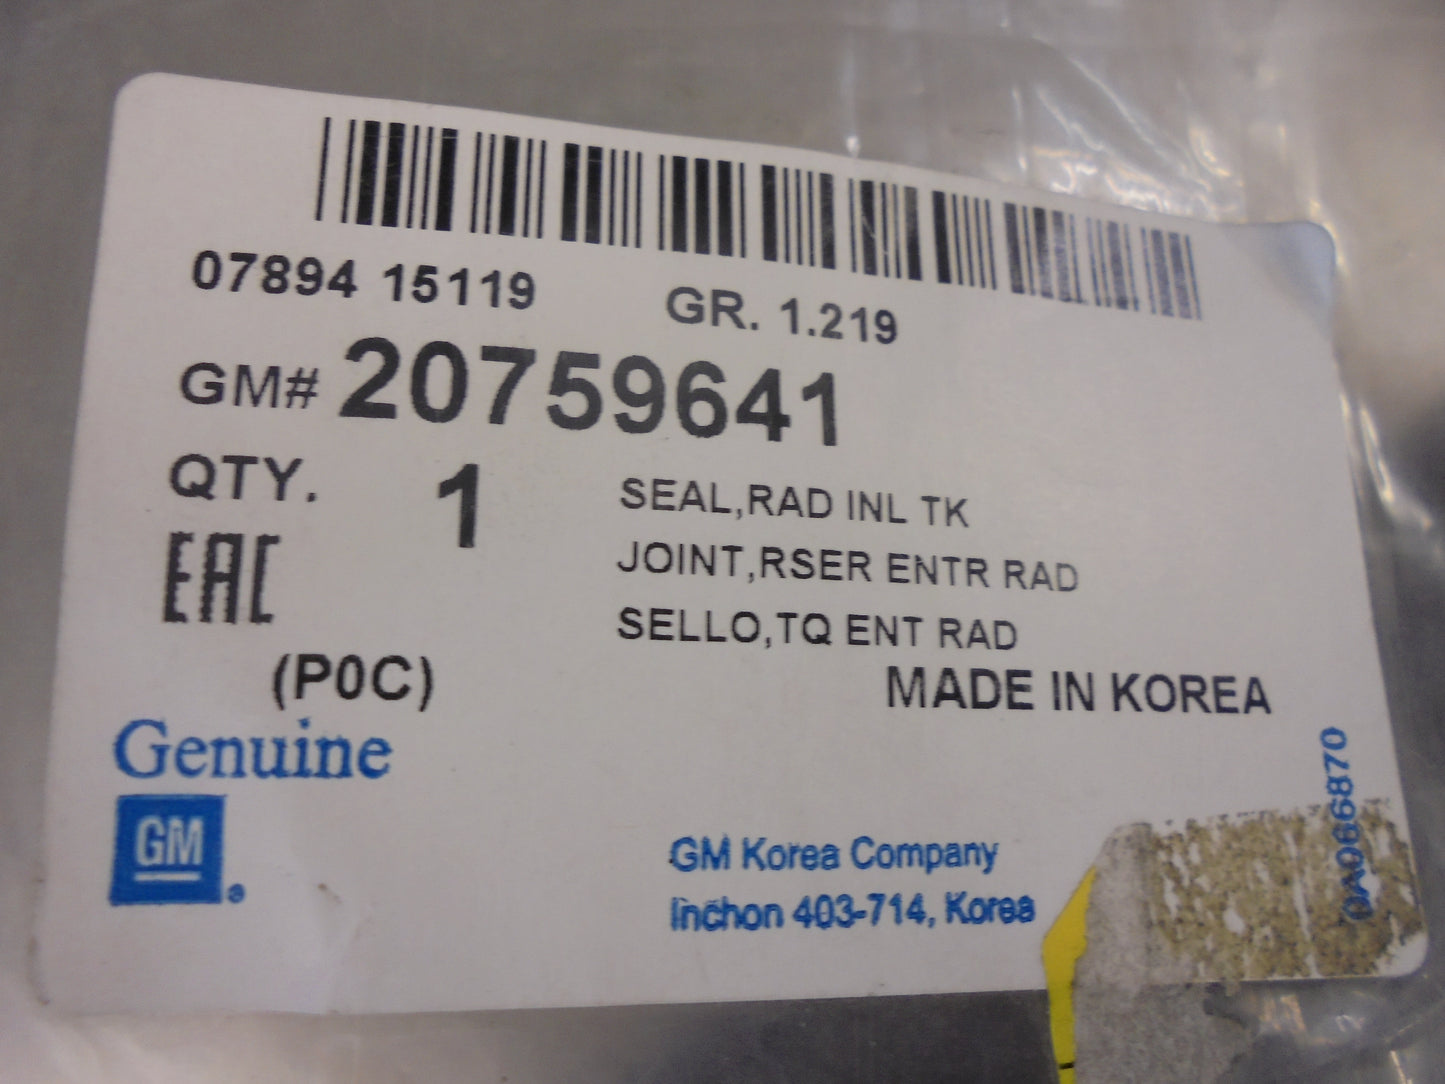 07894 15119 GR. 1.219
GM# 20759641
QTY. 1
SEAL,RAD INL TK
JOINT,RSER ENTR RAD
SELLO,TQ ENT RAD
EAC
(P0C)
MADE IN KOREA
Genuine
GM®
GM Korea Company
Inchon 403-714, Korea
0A066870